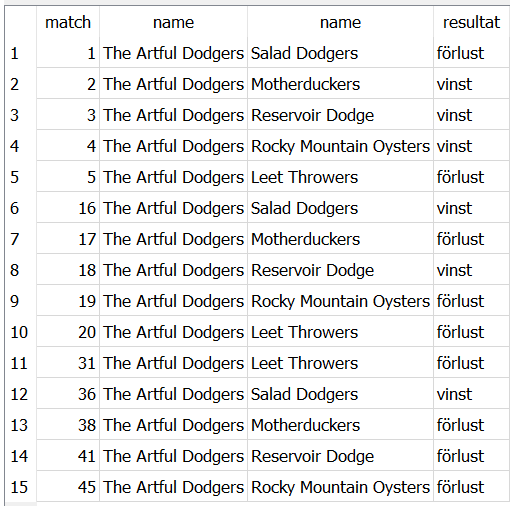 match name name resultat
1 1 The Artful Dodgers Salad Dodgers förlust
2 2 The Artful Dodgers Motherduckers vinst
3 3 The Artful Dodgers Reservoir Dodge vinst
4 4 The Artful Dodgers Rocky Mountain Oysters vinst
5 5 The Artful Dodgers Leet Throwers förlust
6 16 The Artful Dodgers Salad Dodgers vinst
7 17 The Artful Dodgers Motherduckers förlust
8 18 The Artful Dodgers Reservoir Dodge vinst
9 19 The Artful Dodgers Rocky Mountain Oysters förlust
10 20 The Artful Dodgers Leet Throwers förlust
11 31 The Artful Dodgers Leet Throwers förlust
12 36 The Artful Dodgers Salad Dodgers vinst
13 38 The Artful Dodgers Motherduckers förlust
14 41 The Artful Dodgers Reservoir Dodge förlust
15 45 The Artful Dodgers Rocky Mountain Oysters förlust